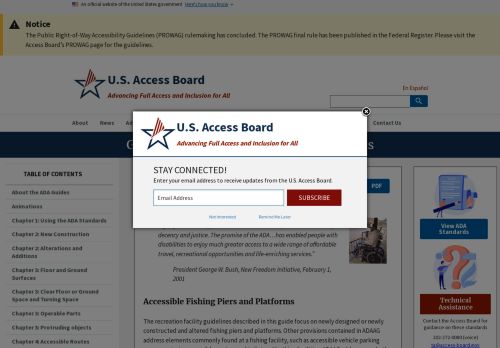 An official website of the United States government Here's how you know
Notice
The Public Right-of-Way Accessibility Guidelines (PROWAG) rulemaking has concluded. The PROWAG final rule has been published in the Federal Register. Please visit the
Access Board's PROWAG page for the guidelines.
U.S. Access Board
Advancing Full Access and Inclusion for All
En Español
About
News
Contact Us
U.S. Access Board
Advancing Full Access and Inclusion for All
STAY CONNECTED!
Enter your email address to receive updates from the U.S. Access Board.
Email Address
SUBSCRIBE
Not Interested
Remind Me Later
TABLE OF CONTENTS
About the ADA Guides
Animations
Chapter 1: Using the ADA Standards
Chapter 2: New Construction
Chapter 2: Alterations and
Additions
Chapter 3: Floor and Ground
Surfaces
Chapter 3: Clear Floor or Ground
Space and Turning Space
Chapter 3: Operable Parts
Chapter 3: Protruding objects
Chapter 4: Accessible Routes
PDF
decency and justice. The promise of the ADA...has enabled people with
disabilities to enjoy much greater access to a wide range of affordable
travel, recreational opportunities and life-enriching services."
President George W. Bush, New Freedom Initiative, February 1,
2001
Accessible Fishing Piers and Platforms
The recreation facility guidelines described in this guide focus on newly designed or newly
constructed and altered fishing piers and platforms. Other provisions contained in ADAAG
address elements commonly found at a fishing facility, such as accessible vehicle parking
View ADA
Standards
Technical
Assistance
Contact the Access Board for
guidance on these standards
202-272-0080 (voice)
ta@access-board.gov